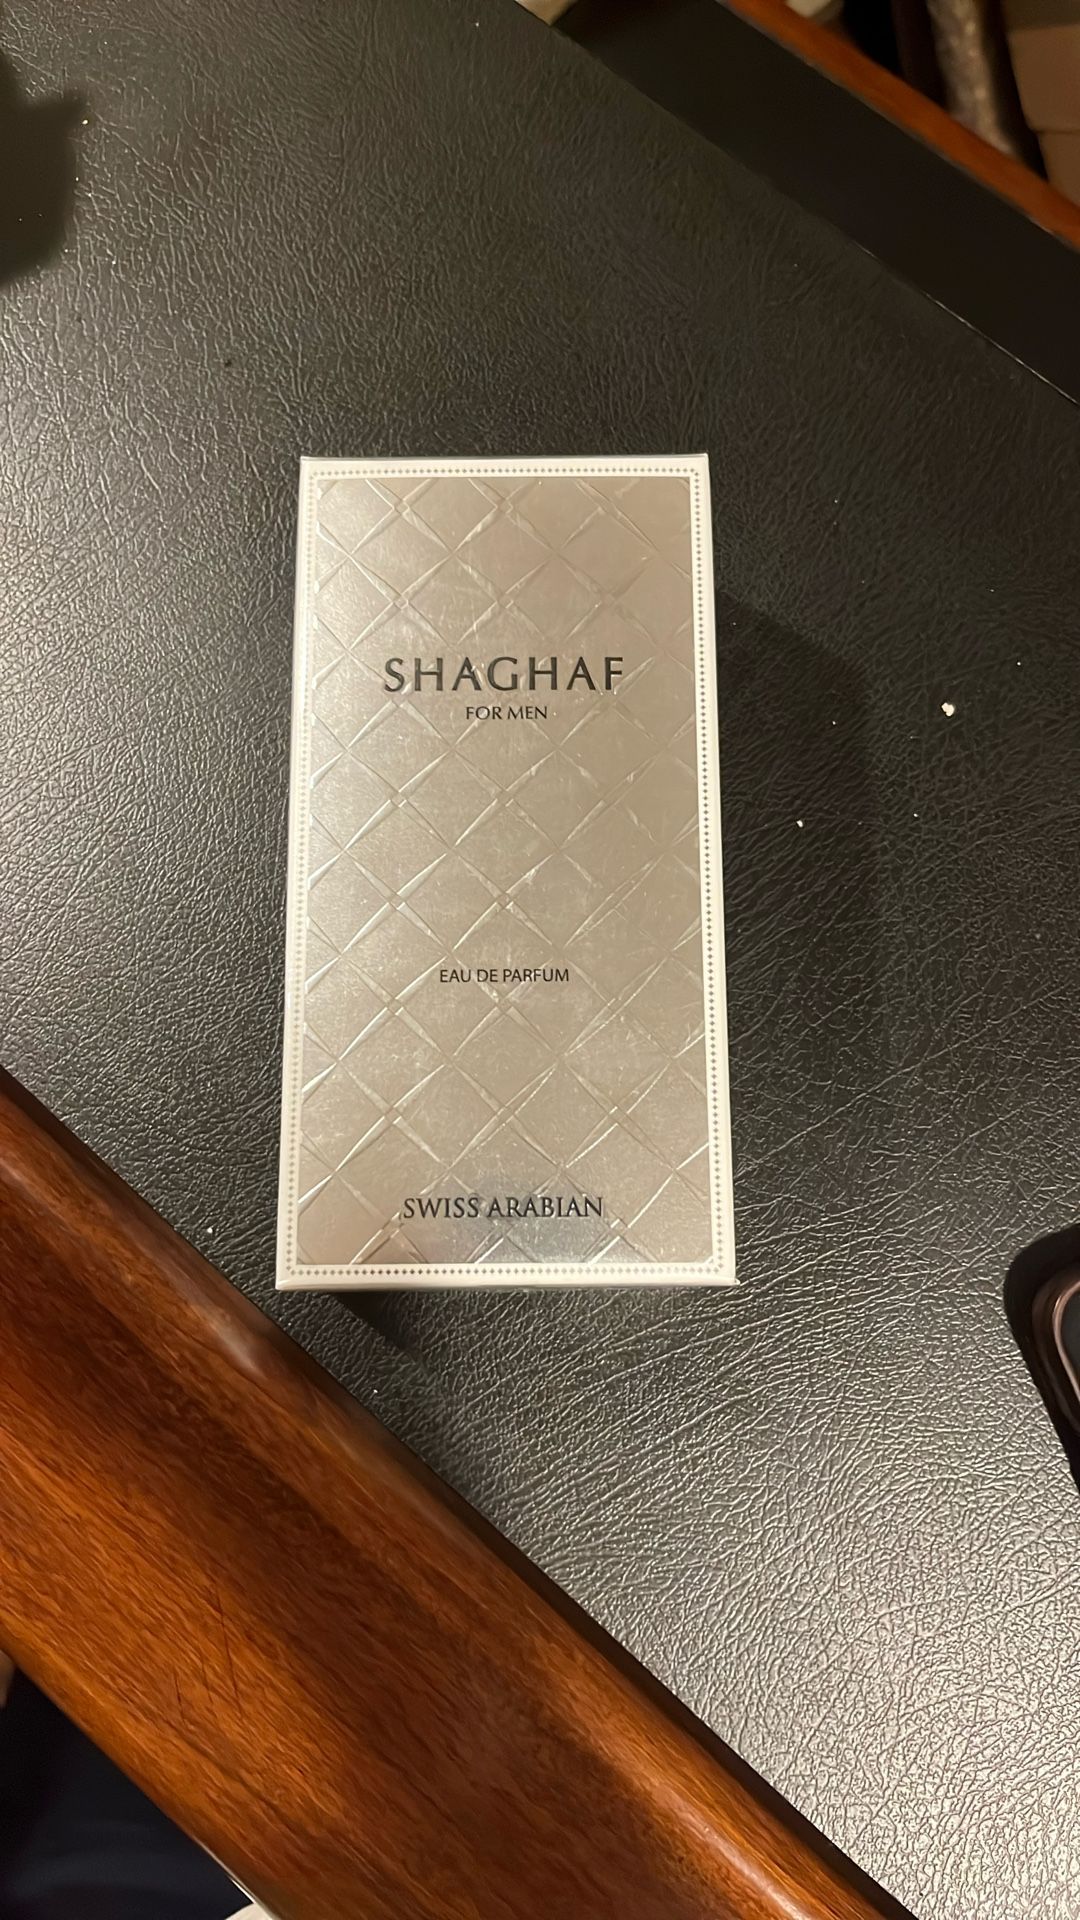 SHAGHAF
FOR MEN
EAU DE PARFUM
SWISS ARABIAN